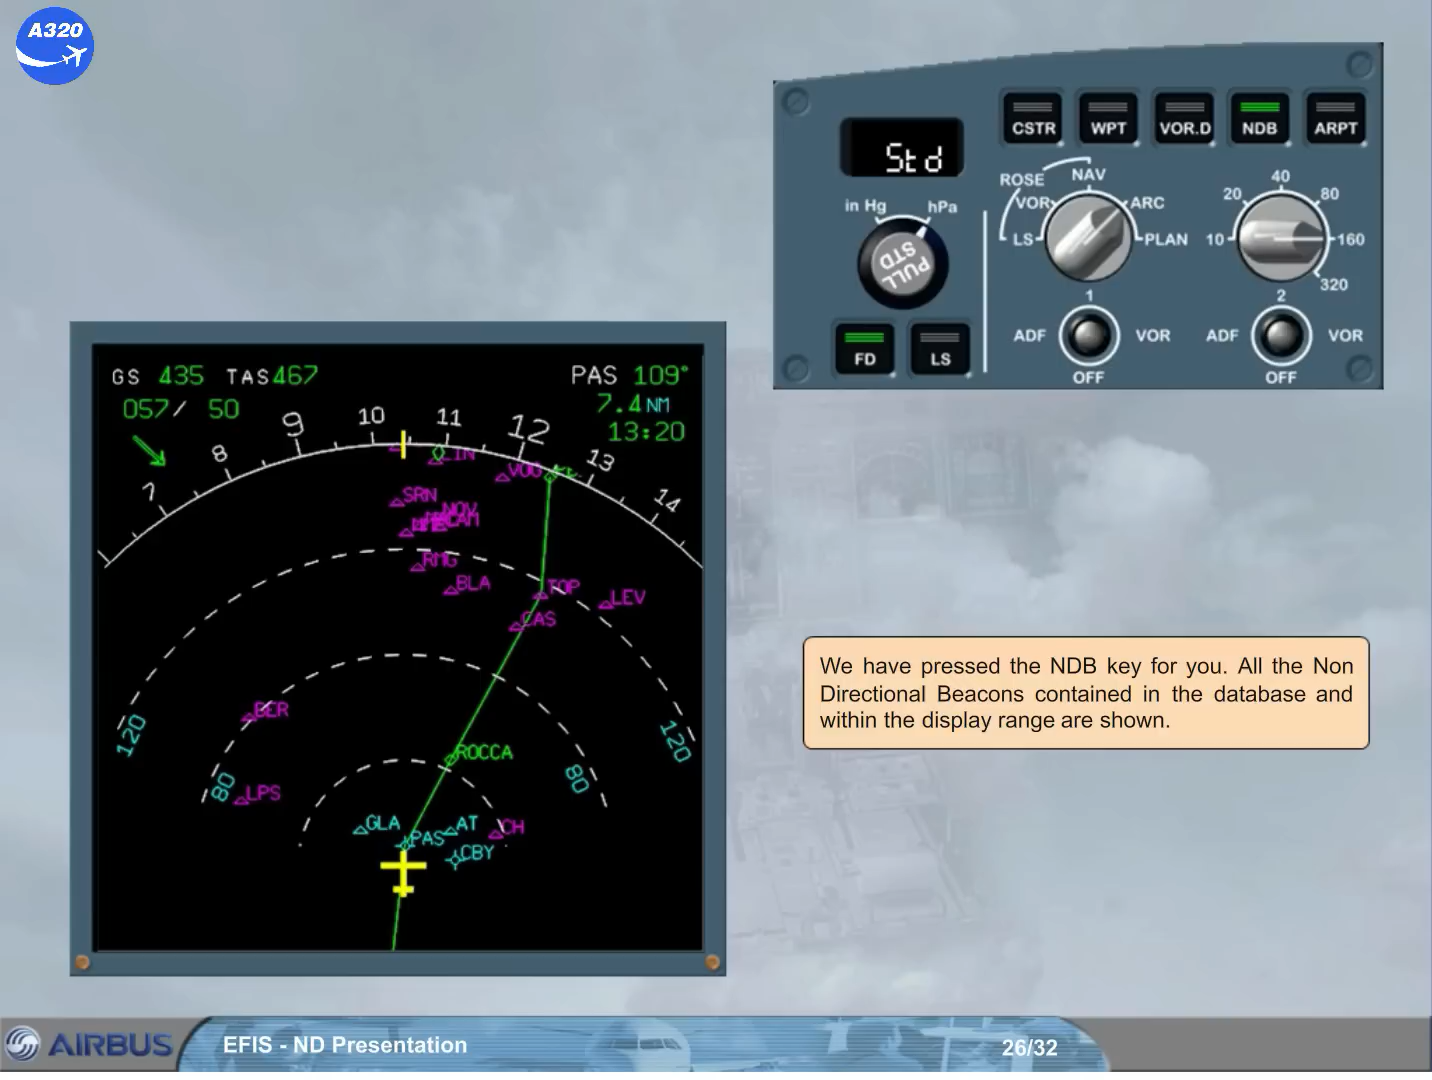 A320
Std
CSTR WPT VOR.D NDB ARPT
in Hg hPa
PULL
STD
ROSE
LS VOR NAV ARC PLAN
10 20 40 80 160 320
FD LS
1
ADF VOR
OFF
2
ADF VOR
OFF
GS 435 TAS467
057/ 50
PAS 109°
7.4NM
13:20
7 8 9 10 11 12 13 14
VOG
SRN
NOV
RMG
BLA
TOP
LEV
CAS
BER
120 120
ROCCA
80 80
LPS
GLA
AT
CH
PAS
CBY
We have pressed the NDB key for you. All the Non
Directional Beacons contained in the database and
within the display range are shown.
AIRBUS
EFIS - ND Presentation
26/32